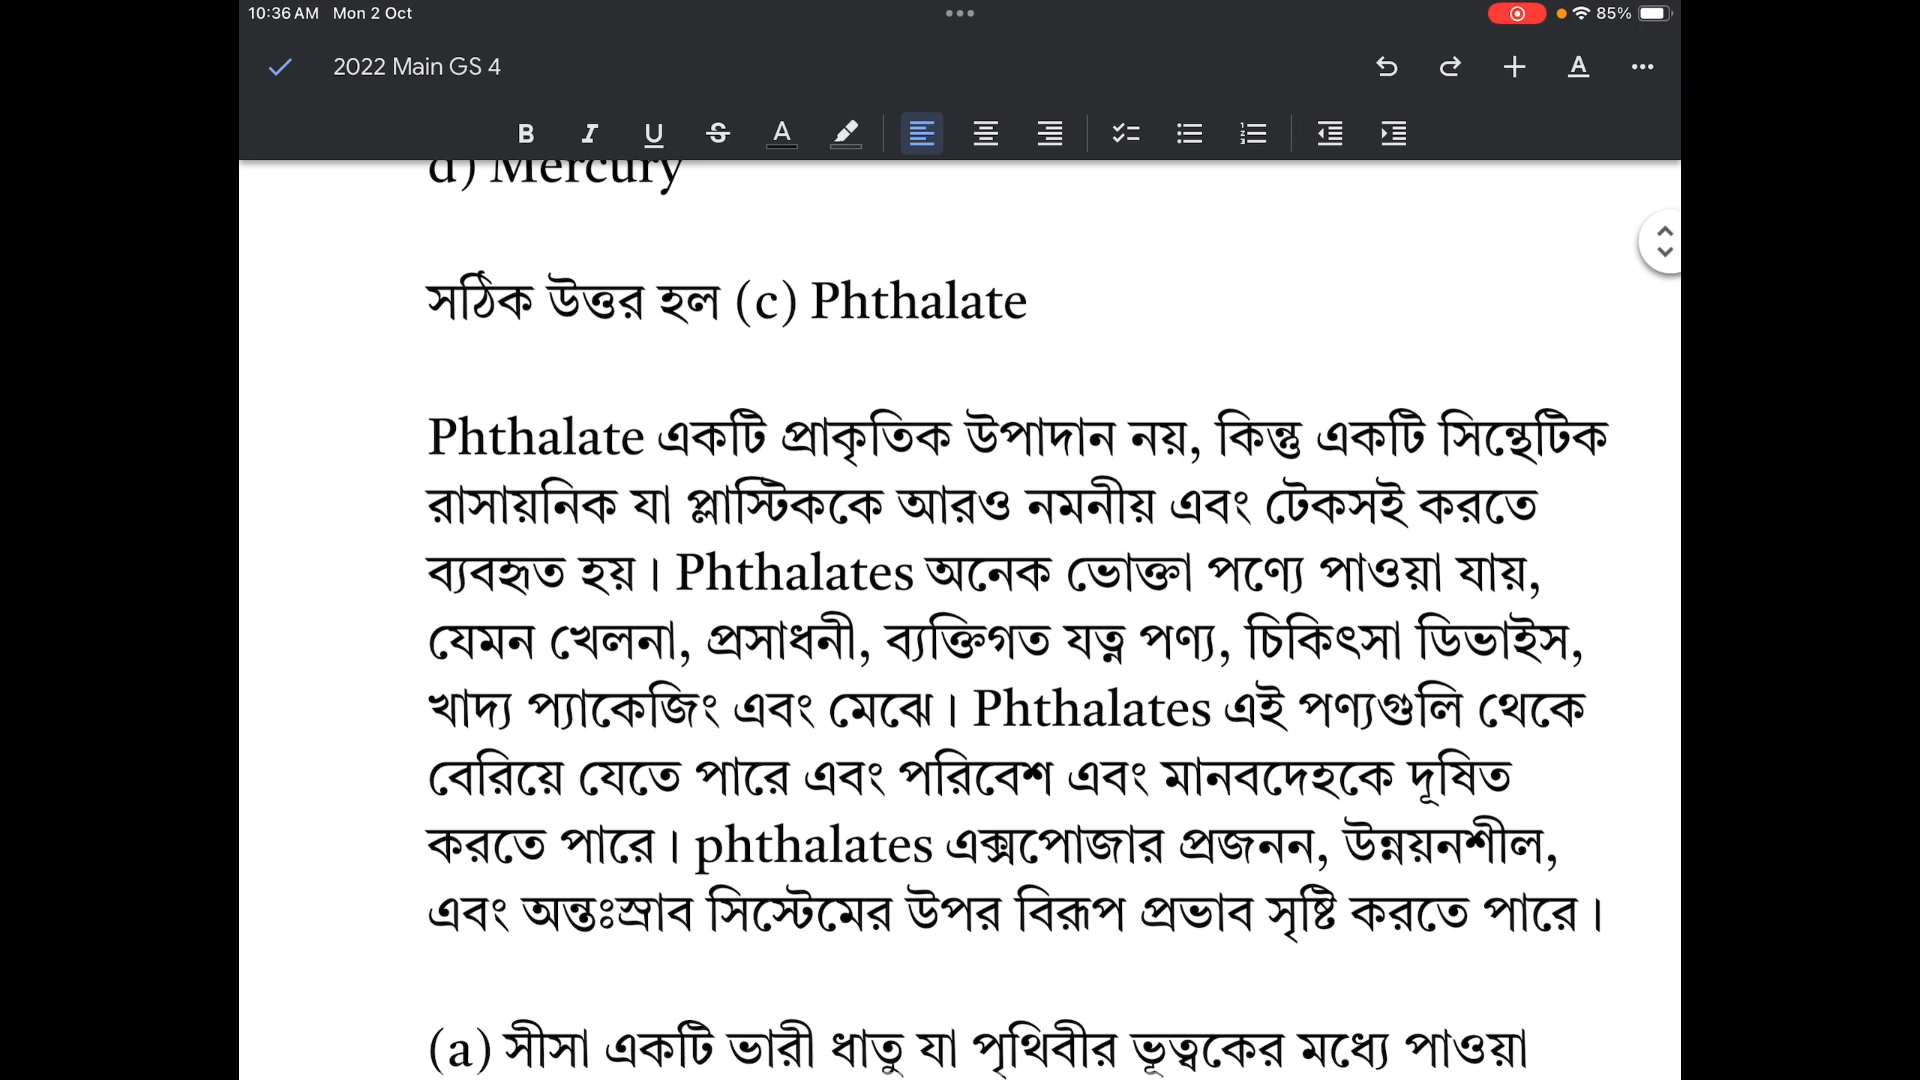 10:36 AM Mon 2 Oct
85%
2022 Main GS 4
d) Mercury
সঠিক উত্তর হল (c) Phthalate
Phthalate একটি প্রাকৃতিক উপাদান নয়, কিন্তু একটি সিন্থেটিক
রাসায়নিক যা প্লাস্টিককে আরও নমনীয় এবং টেকসই করতে
ব্যবহৃত হয়। Phthalates অনেক ভোক্তা পণ্যে পাওয়া যায়,
যেমন খেলনা, প্রসাধনী, ব্যক্তিগত যত্ন পণ্য, চিকিৎসা ডিভাইস,
খাদ্য প্যাকেজিং এবং মেঝে। Phthalates এই পণ্যগুলি থেকে
বেরিয়ে যেতে পারে এবং পরিবেশ এবং মানবদেহকে দূষিত
করতে পারে। phthalates এক্সপোজার প্রজনন, উন্নয়নশীল,
এবং অন্তঃস্রাব সিস্টেমের উপর বিরূপ প্রভাব সৃষ্টি করতে পারে।
(a) সীসা একটি ভারী ধাতু যা পৃথিবীর ভূত্বকের মধ্যে পাওয়া